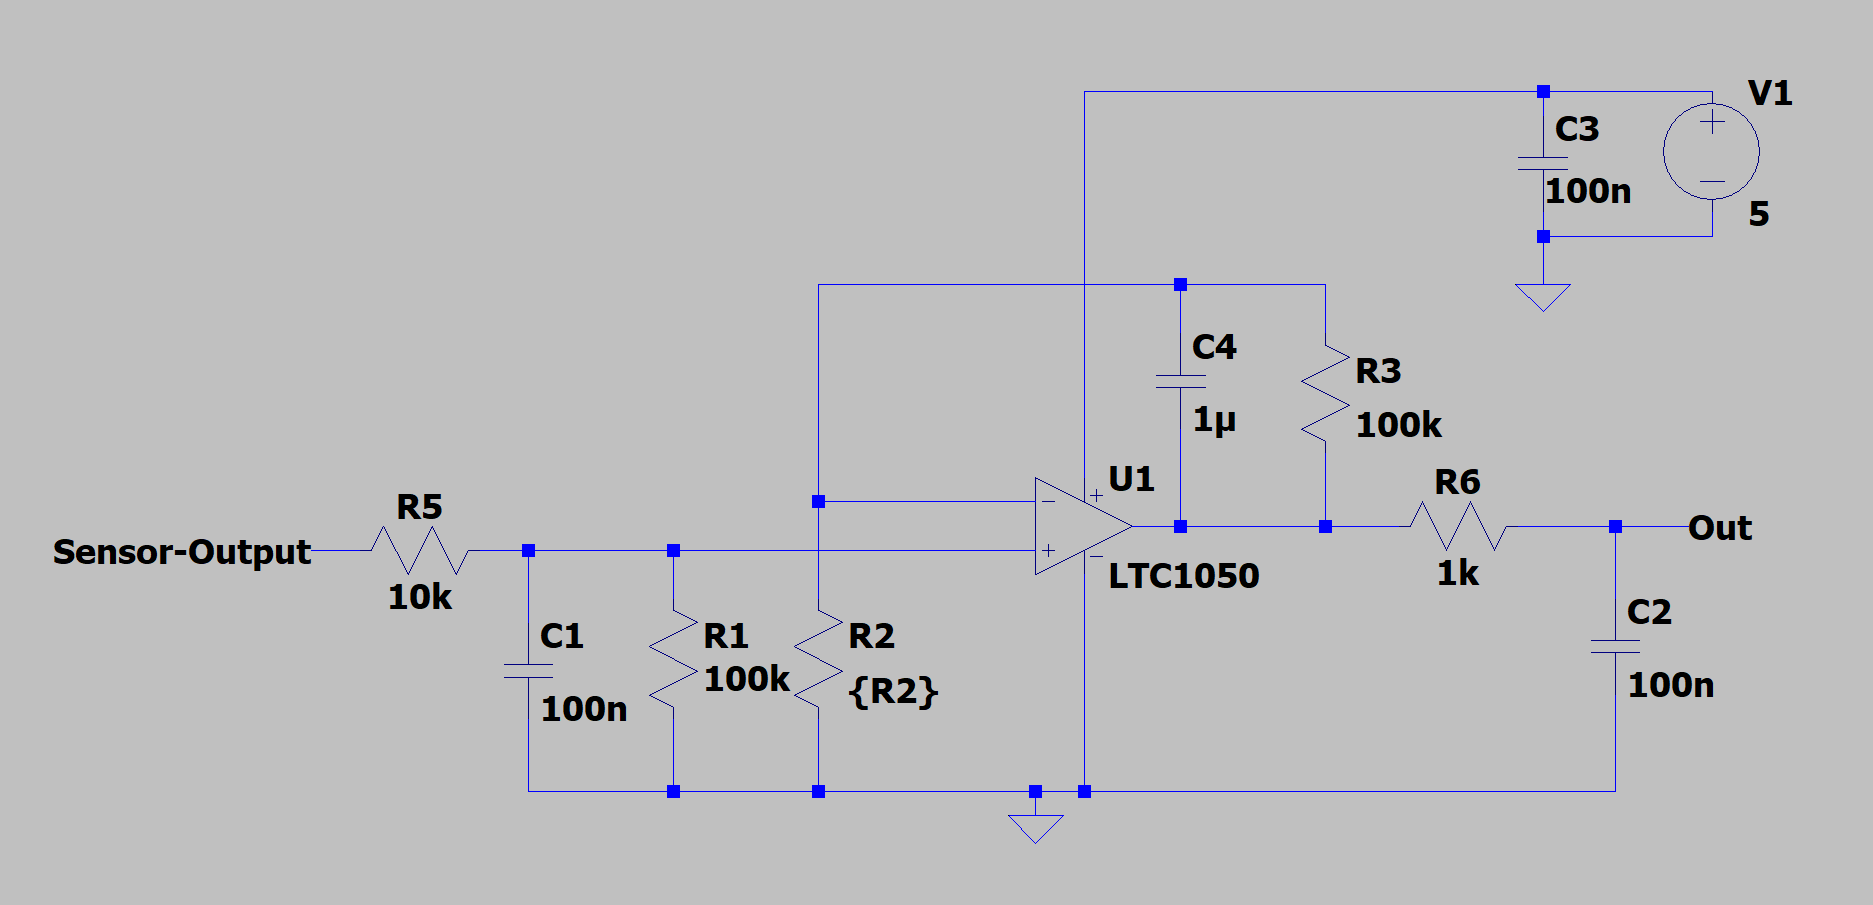 V1
C3
100n
5
C4
1µ
R3
100k
U1
R6
R5
Sensor-Output
Out
LTC1050
1k
10k
C2
C1
R1
R2
100k
{R2}
100n
100n